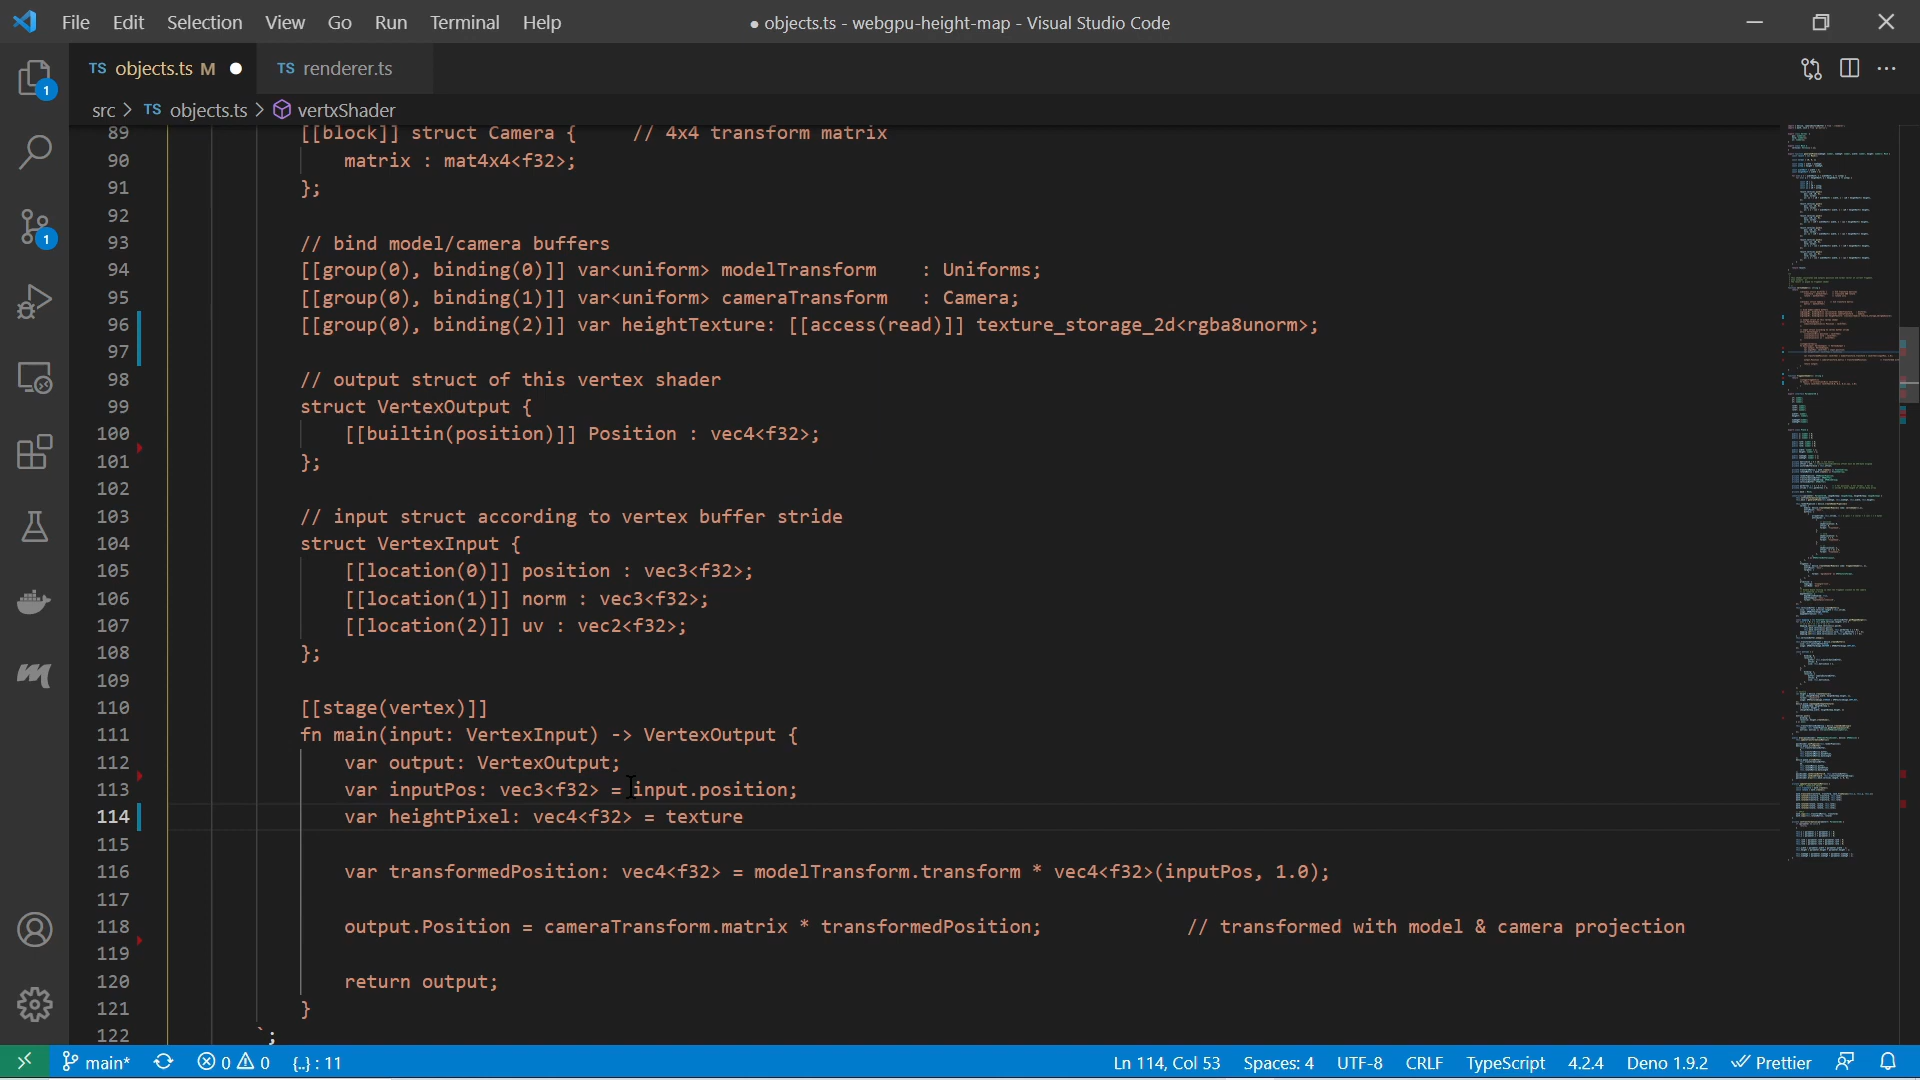 File Edit Selection View Go Run Terminal Help
● objects.ts - webgpu-height-map - Visual Studio Code
TS objects.ts M ●
TS renderer.ts
src > TS objects.ts > vertxShader
1
1
89 [[block]] struct Camera { // 4x4 transform matrix
90 matrix : mat4x4<f32>;
91 };
92
93 // bind model/camera buffers
94 [[group(0), binding(0)]] var<uniform> modelTransform : Uniforms;
95 [[group(0), binding(1)]] var<uniform> cameraTransform : Camera;
96 [[group(0), binding(2)]] var heightTexture: [[access(read)]] texture_storage_2d<rgba8unorm>;
97
98 // output struct of this vertex shader
99 struct VertexOutput {
100 [[builtin(position)]] Position : vec4<f32>;
101 };
102
103 // input struct according to vertex buffer stride
104 struct VertexInput {
105 [[location(0)]] position : vec3<f32>;
106 [[location(1)]] norm : vec3<f32>;
107 [[location(2)]] uv : vec2<f32>;
108 };
109
110 [[stage(vertex)]]
111 fn main(input: VertexInput) -> VertexOutput {
112 var output: VertexOutput;
113 var inputPos: vec3<f32> = input.position;
114 var heightPixel: vec4<f32> = texture
115
116 var transformedPosition: vec4<f32> = modelTransform.transform * vec4<f32>(inputPos, 1.0);
117
118 output.Position = cameraTransform.matrix * transformedPosition; // transformed with model & camera projection
119
120 return output;
121 }
122 `;
main* 0 0 {..} : 11 Ln 114, Col 53 Spaces: 4 UTF-8 CRLF TypeScript 4.2.4 Deno 1.9.2 Prettier